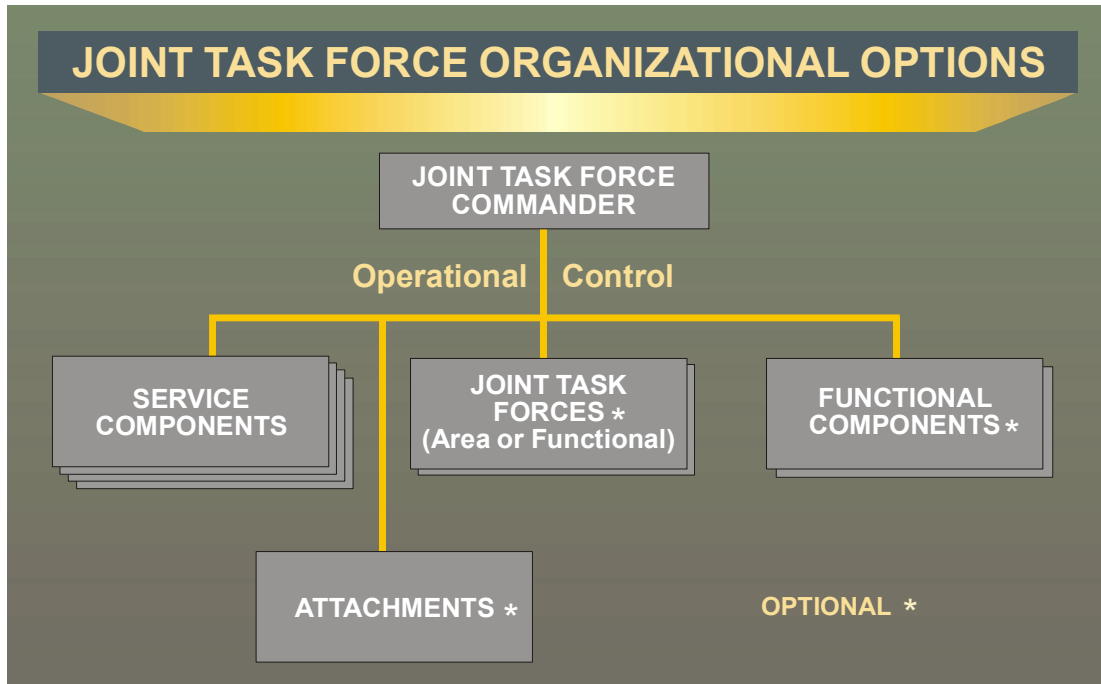 JOINT TASK FORCE ORGANIZATIONAL OPTIONS
JOINT TASK FORCE
COMMANDER
Operational Control
SERVICE
COMPONENTS
JOINT TASK
FORCES *
(Area or Functional)
FUNCTIONAL
COMPONENTS *
ATTACHMENTS *
OPTIONAL *